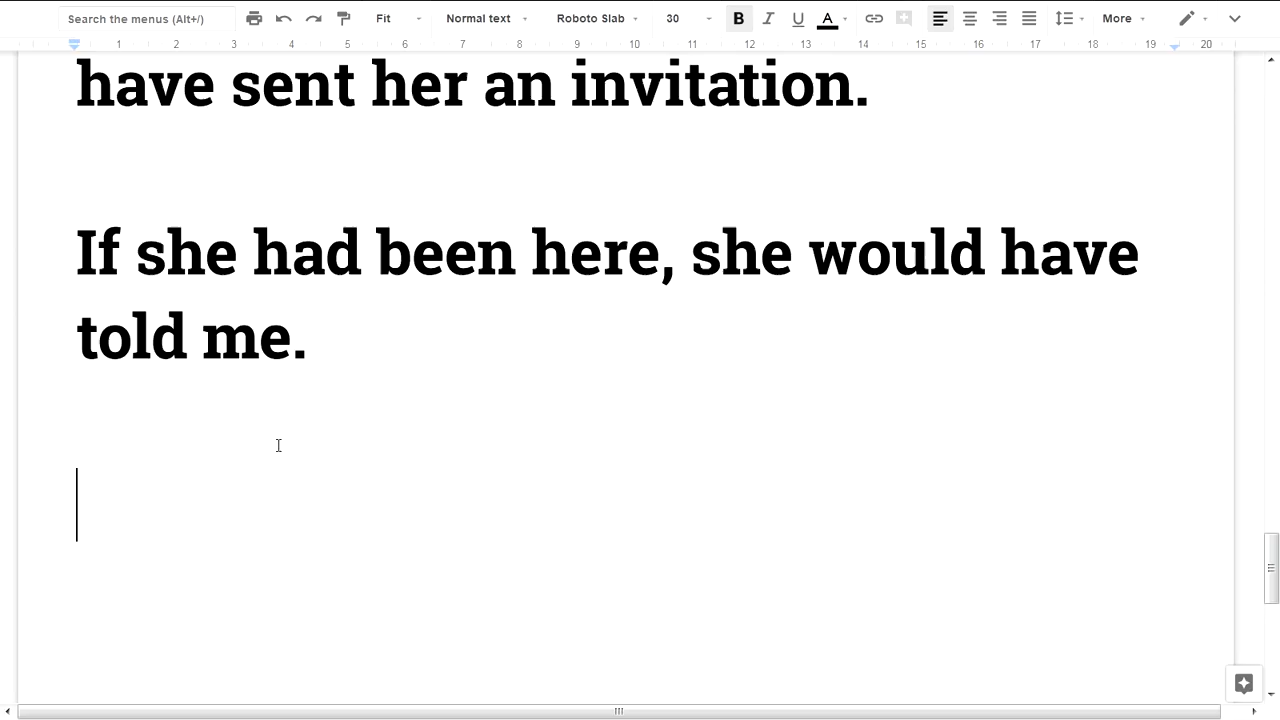 Search the menus (Alt+/) Fit Normal text Roboto Slab 30 B I U A More
1 2 3 4 5 6 7 8 9 10 11 12 13 14 15 16 17 18 19 20
have sent her an invitation.
If she had been here, she would have
told me.